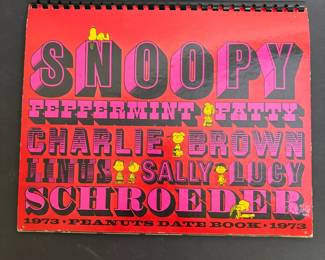 SNOOPY
PEPPERMINT PATTY
CHARLIE BROWN
LINUS SALLY LUCY
SCHROEDER
1973 • PEANUTS DATE BOOK • 1973